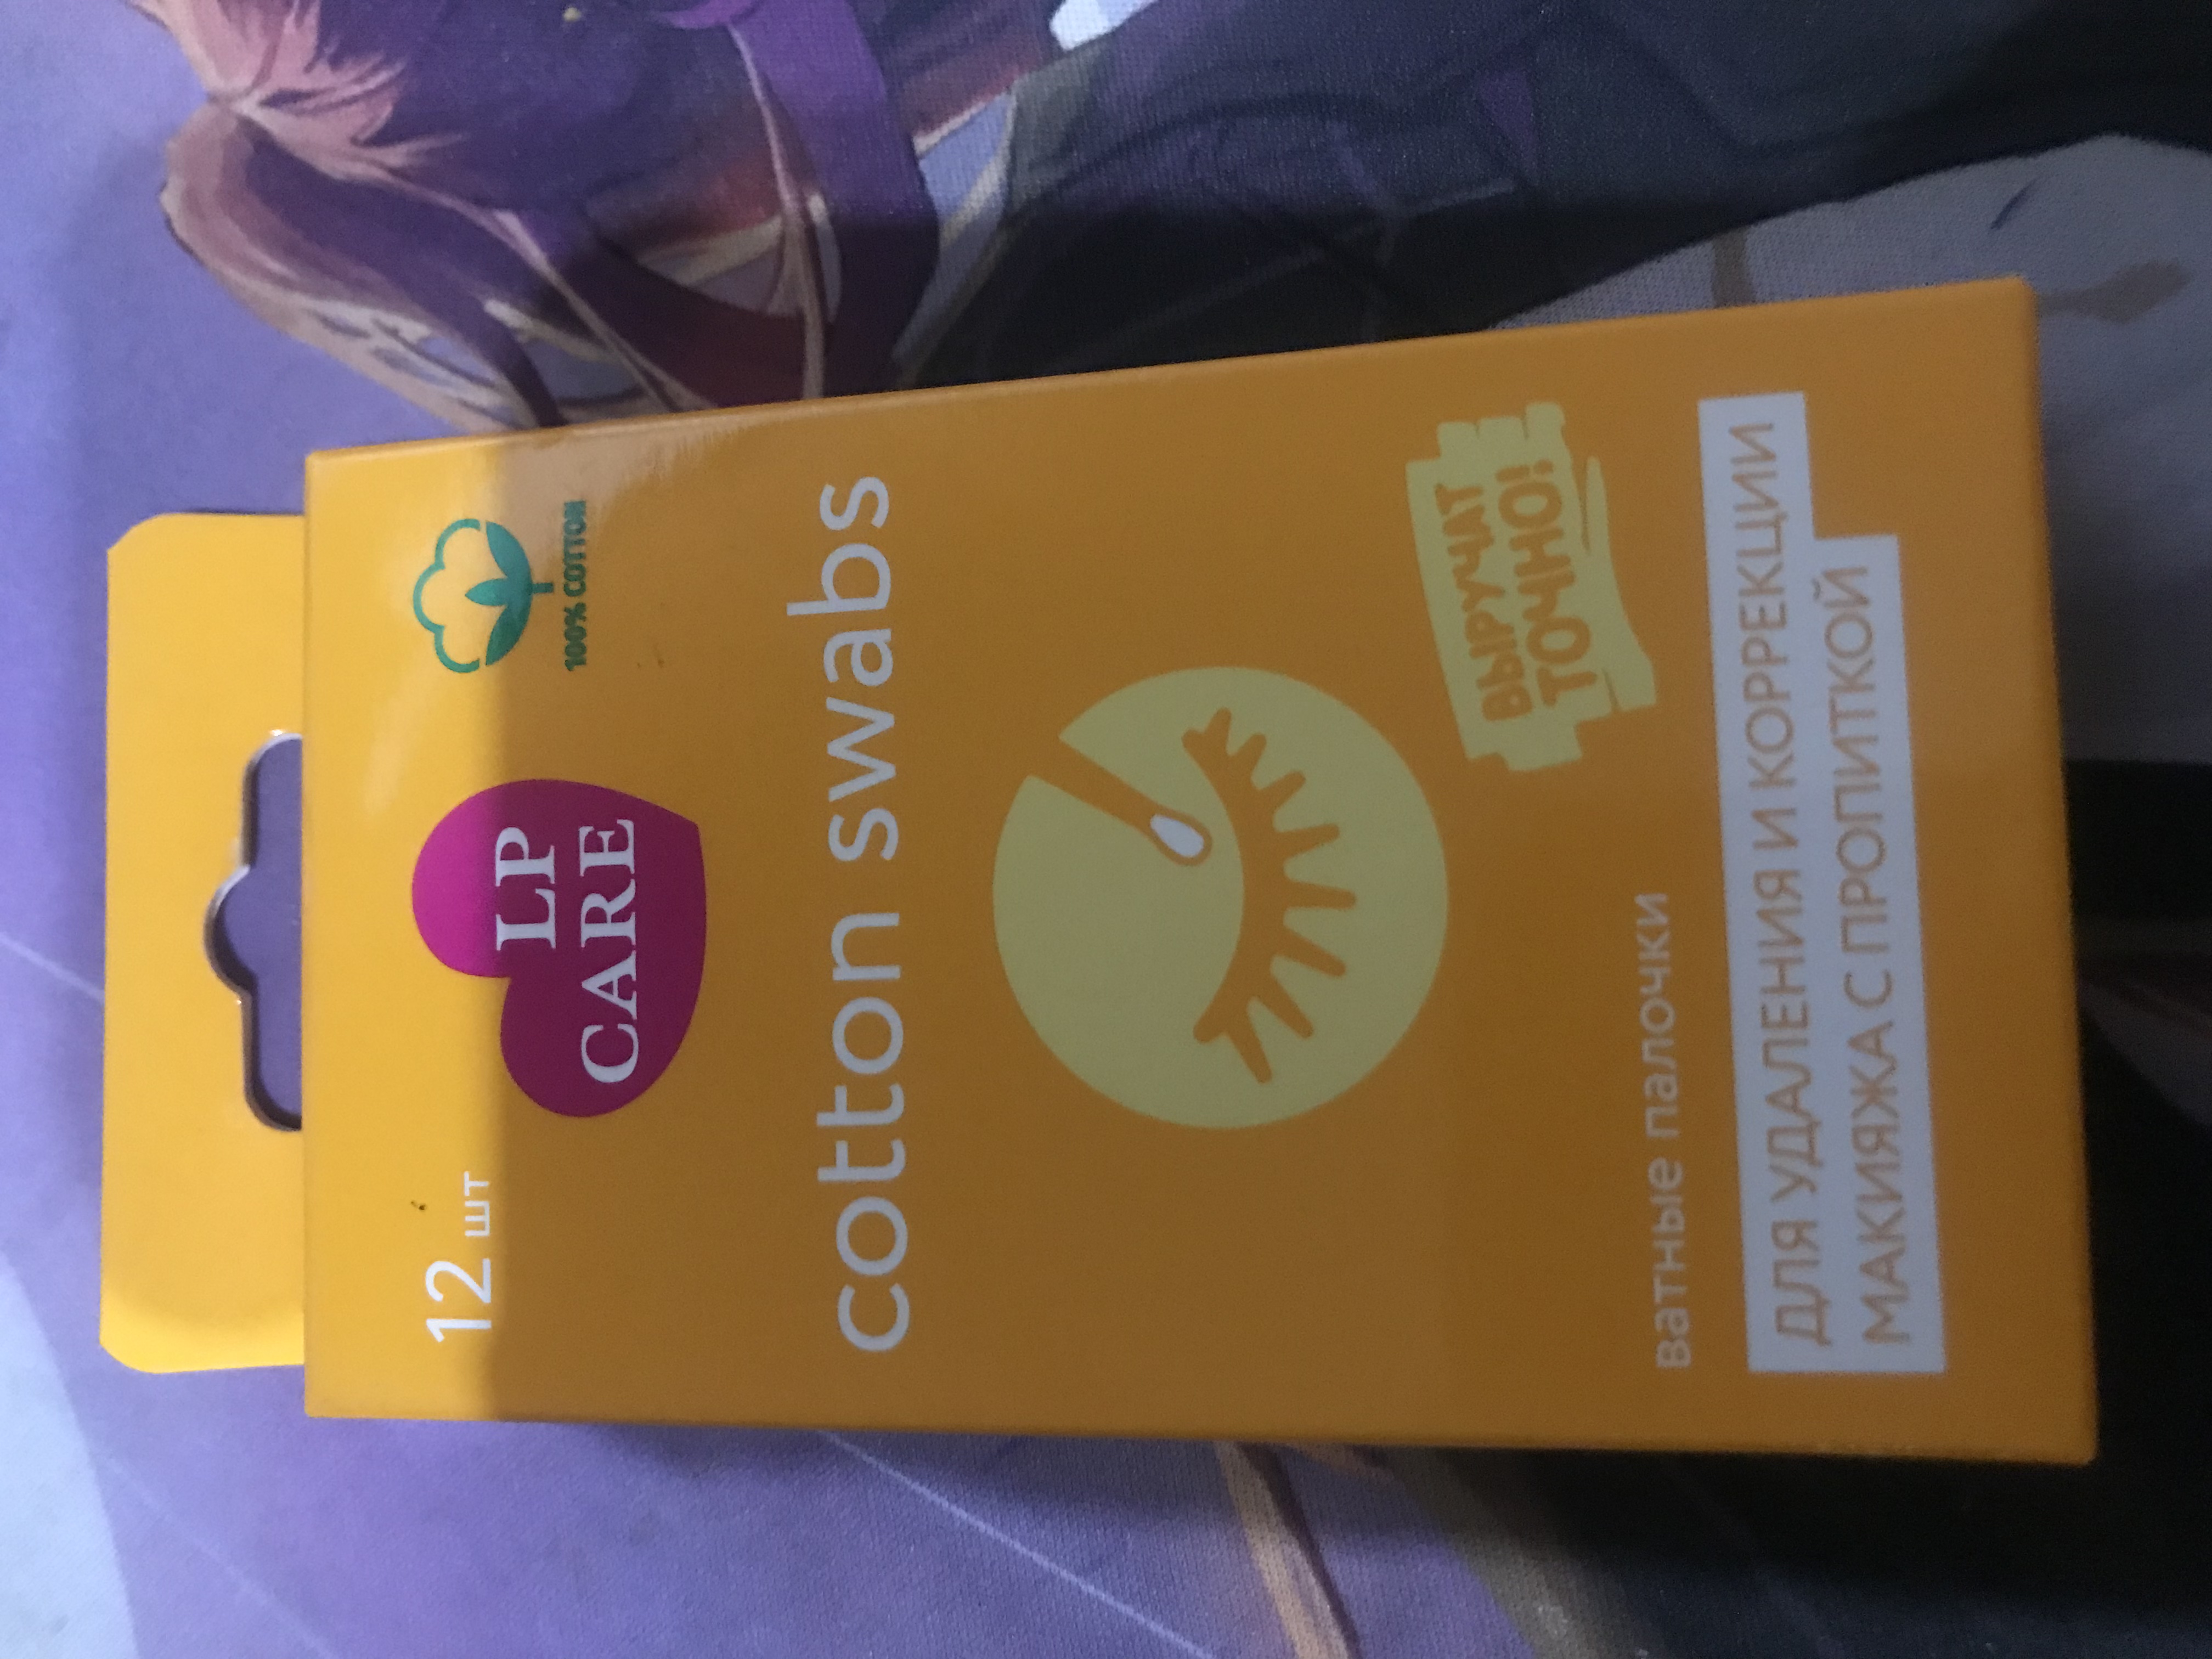 12 шт
LP
CARE
100% COTTON
cotton swabs
ВЫРУЧАТ
ТОЧНО!
ватные палочки
ДЛЯ УДАЛЕНИЯ И КОРРЕКЦИИ
МАКИЯЖА С ПРОПИТКОЙ